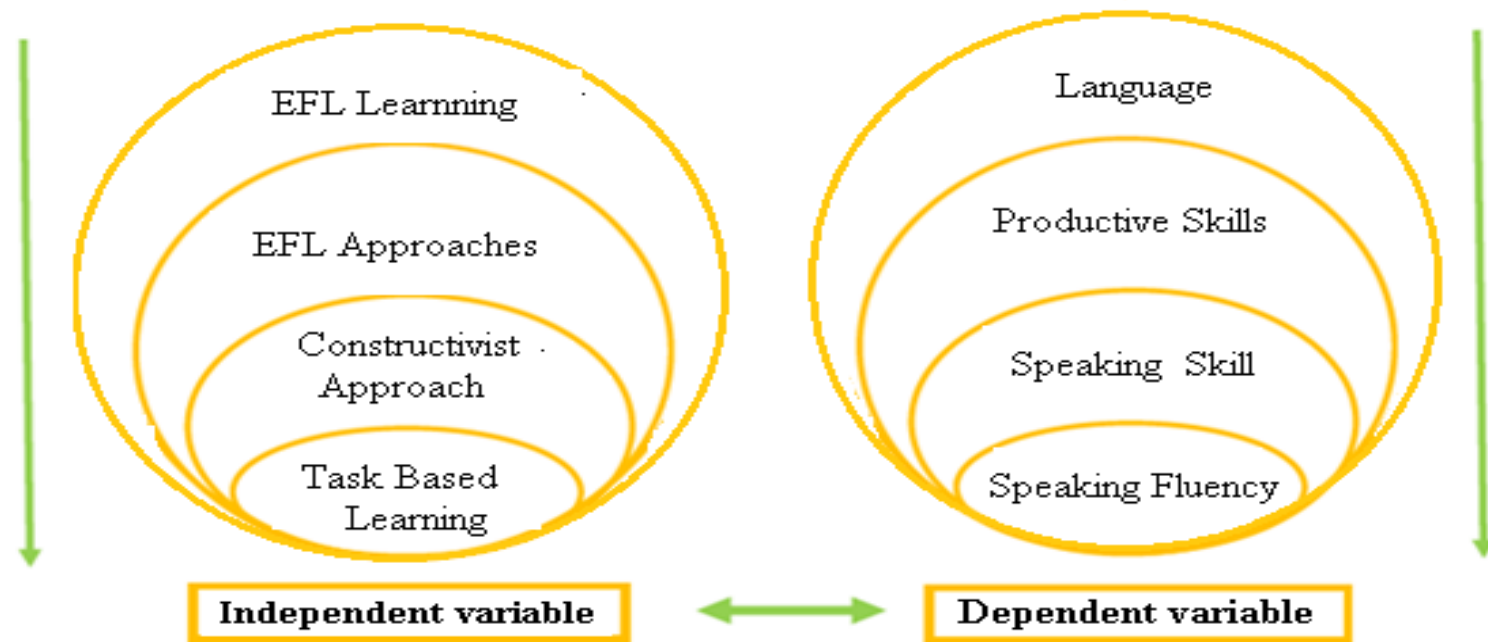 EFL Learnning
EFL Approaches
Constructivist
Approach
Task Based
Learning
Independent variable
Language
Productive Skills
Speaking Skill
Speaking Fluency
Dependent variable